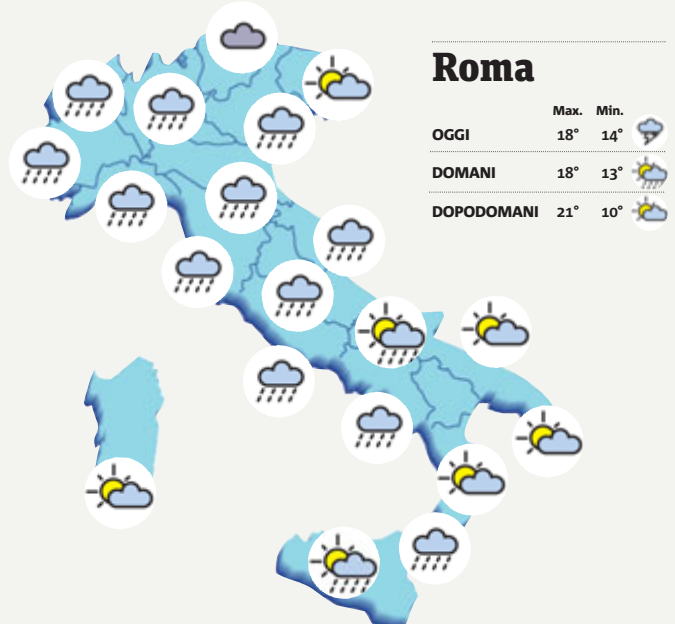 Roma
Max. Min.
OGGI 18° 14°
DOMANI 18° 13°
DOPODOMANI 21° 10°